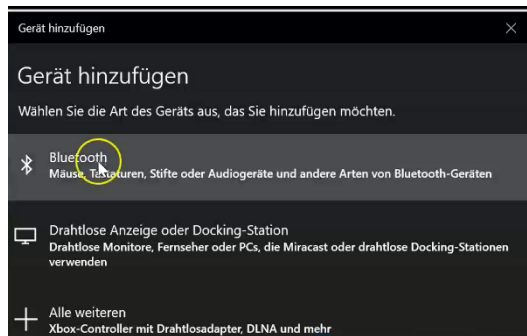 Gerät hinzufügen
Gerät hinzufügen
Wählen Sie die Art des Geräts aus, das Sie hinzufügen möchten.
Bluetooth
Mäuse, Tastaturen, Stifte oder Audiogeräte und andere Arten von Bluetooth-Geräten
Drahtlose Anzeige oder Docking-Station
Drahtlose Monitore, Fernseher oder PCs, die Miracast oder drahtlose Docking-Stationen
verwenden
Alle weiteren
Xbox-Controller mit Drahtlosadapter, DLNA und mehr